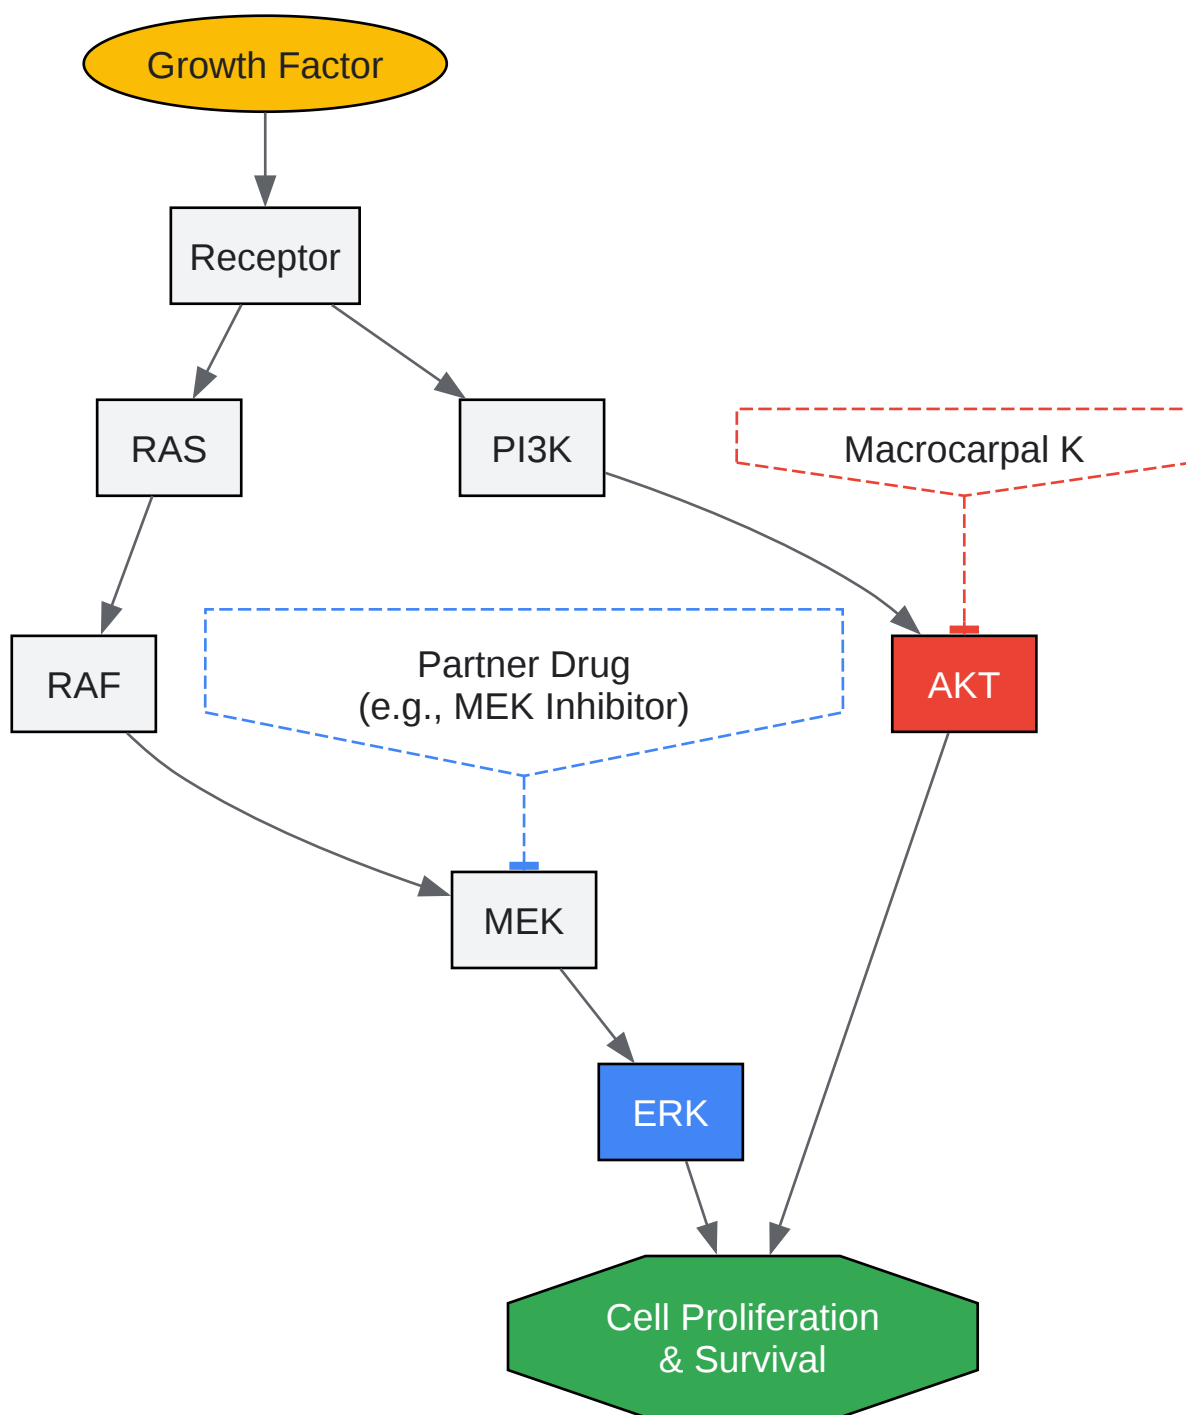 Growth Factor
Receptor
RAS
PI3K
Macrocarpal K
RAF
Partner Drug
(e.g., MEK Inhibitor)
AKT
MEK
ERK
Cell Proliferation
& Survival